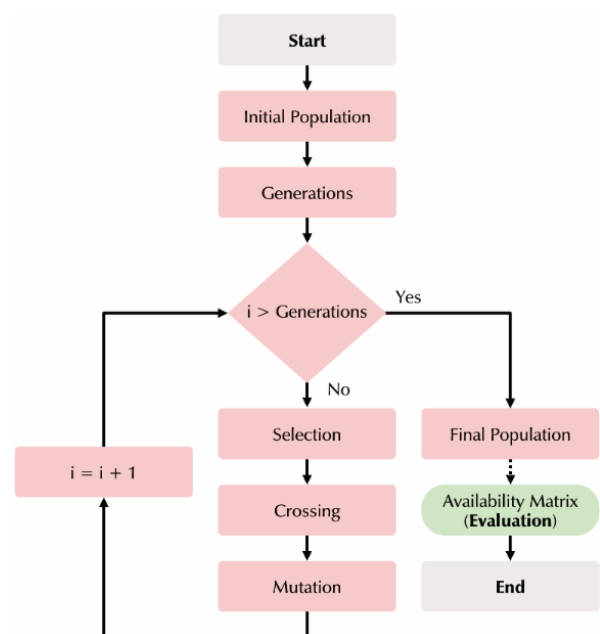 Start
Initial Population
Generations
i > Generations
Yes
No
Selection
Final Population
i = i + 1
Crossing
Availability Matrix
(Evaluation)
Mutation
End